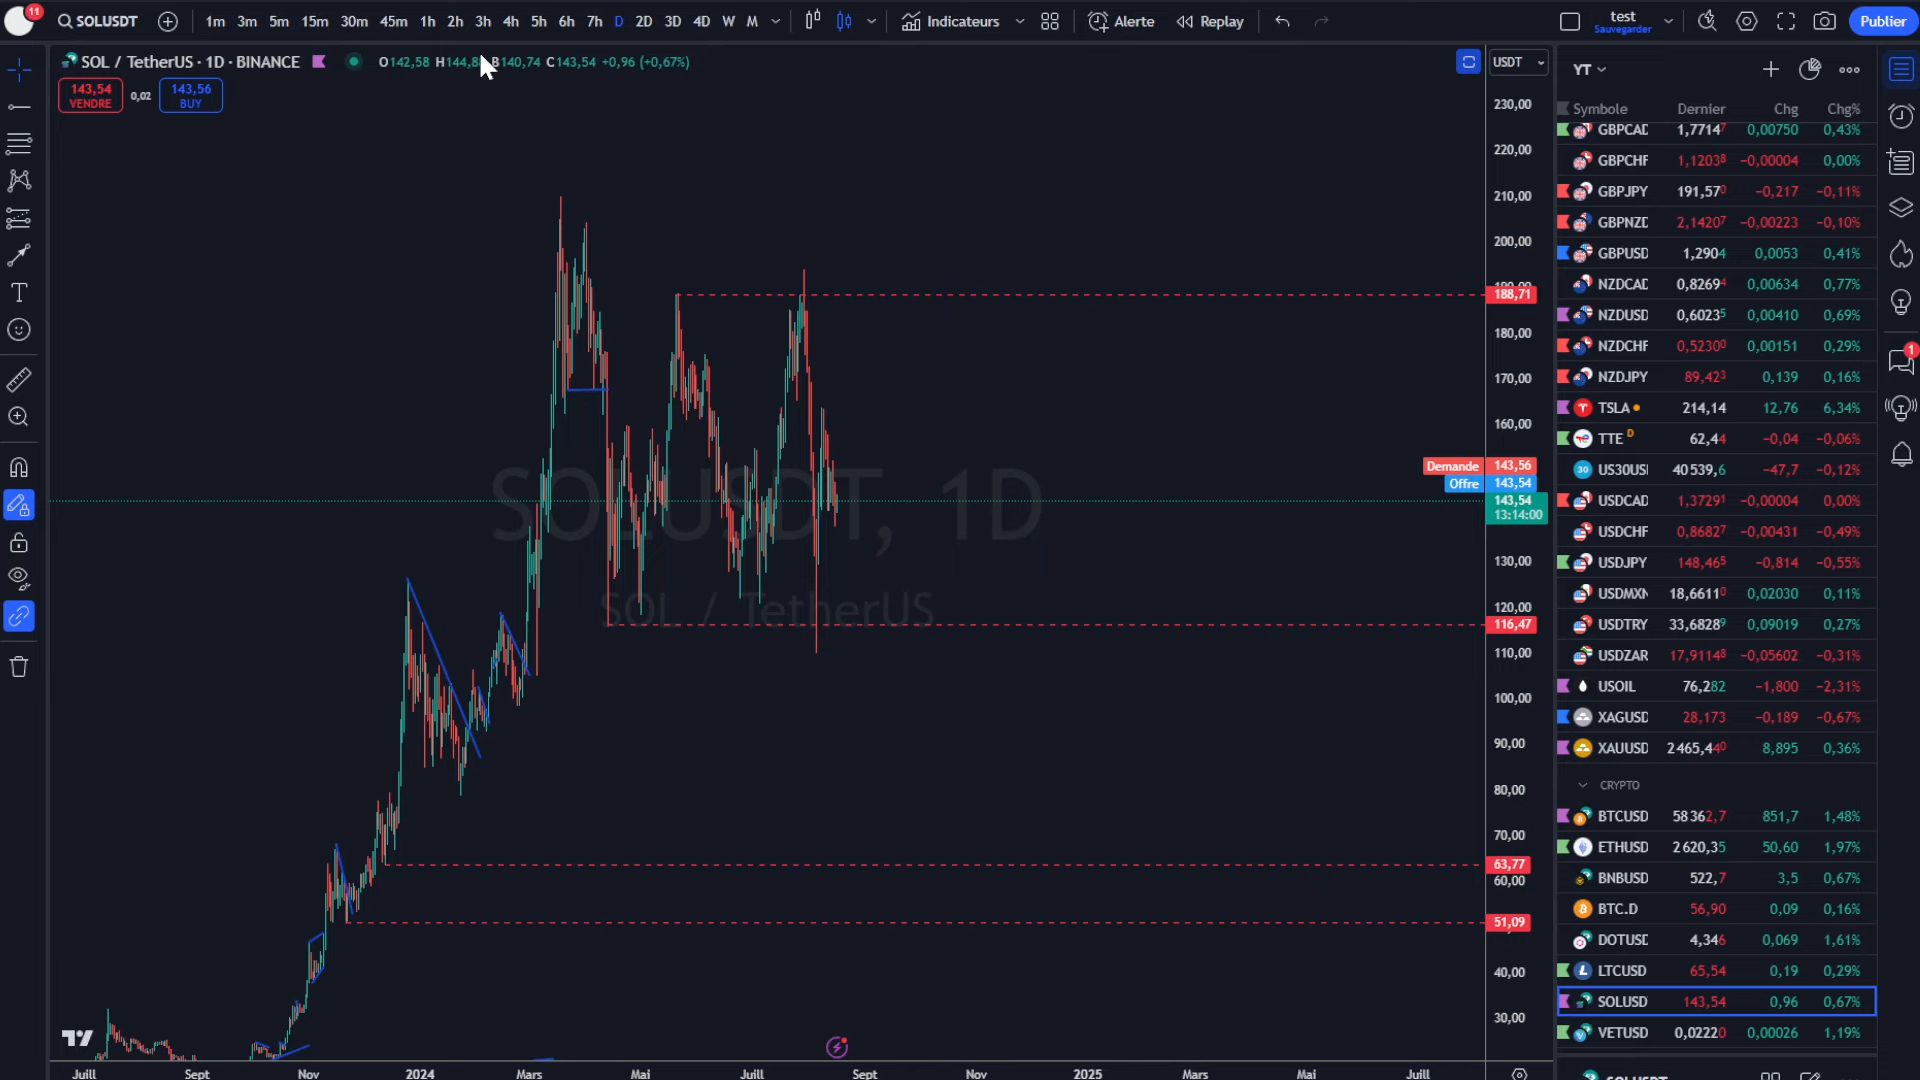 11
SOLUSDT
1m 3m 5m 15m 30m 45m 1h 2h 3h 4h 5h 6h 7h D 2D 3D 4D W M
Indicateurs
Alerte
Replay
test
Sauvegarder
Publier
SOL / TetherUS · 1D · BINANCE
O142,58 H144,8 B140,74 C143,54 +0,96 (+0,67%)
143,54
VENDRE
0,02
143,56
BUY
USDT
230,00
220,00
210,00
200,00
188,71
180,00
170,00
160,00
Demande 143,56
Offre 143,54
143,54
13:14:00
130,00
120,00
116,47
110,00
100,00
90,00
80,00
70,00
63,77
60,00
51,09
40,00
30,00
SOLUSDT, 1D
SOL / TetherUS
Juill Sept Nov 2024 Mars Mai Juill Sept Nov 2025 Mars Mai Juill
YT
Symbole Dernier Chg Chg%
GBPCAD 1,77147 0,00750 0,43%
GBPCHF 1,12038 −0,00004 0,00%
GBPJPY 191,570 −0,217 −0,11%
GBPNZD 2,14207 −0,00223 −0,10%
GBPUSD 1,2904 0,0053 0,41%
NZDCAD 0,82694 0,00634 0,77%
NZDUSD 0,60235 0,00410 0,69%
NZDCHF 0,52300 0,00151 0,29%
NZDJPY 89,423 0,139 0,16%
TSLA 214,14 12,76 6,34%
TTE D 62,44 −0,04 −0,06%
30 US30USI 40 539,6 −47,7 −0,12%
USDCAD 1,37291 −0,00004 0,00%
USDCHF 0,86827 −0,00431 −0,49%
USDJPY 148,465 −0,814 −0,55%
USDMXN 18,66110 0,02030 0,11%
USDTRY 33,68289 0,09019 0,27%
USDZAR 17,91148 −0,05602 −0,31%
USOIL 76,282 −1,800 −2,31%
XAGUSD 28,173 −0,189 −0,67%
XAUUSD 2 465,440 8,895 0,36%
CRYPTO
BTCUSD 58 362,7 851,7 1,48%
ETHUSD 2 620,35 50,60 1,97%
BNBUSD 522,7 3,5 0,67%
BTC.D 56,90 0,09 0,16%
DOTUSD 4,346 0,069 1,61%
LTCUSD 65,54 0,19 0,29%
SOLUSD 143,54 0,96 0,67%
VETUSD 0,02220 0,00026 1,19%
1